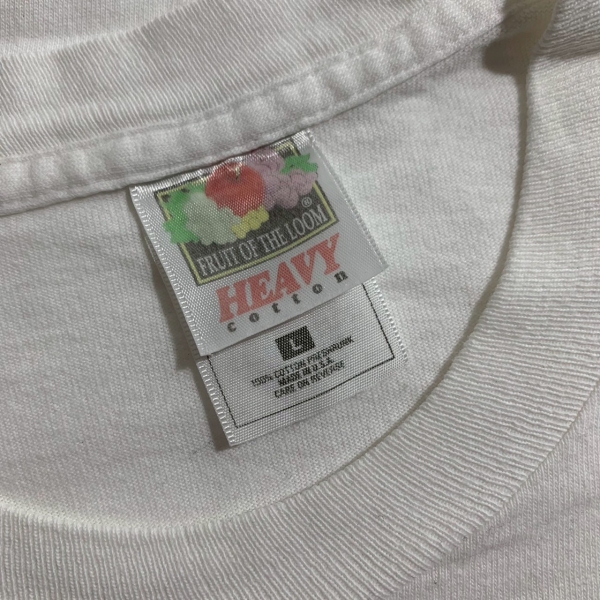 FRUIT OF THE LOOM ®
HEAVY
cotton
L
100% COTTON PRESHRUNK
MADE IN U.S.A.
CARE ON REVERSE